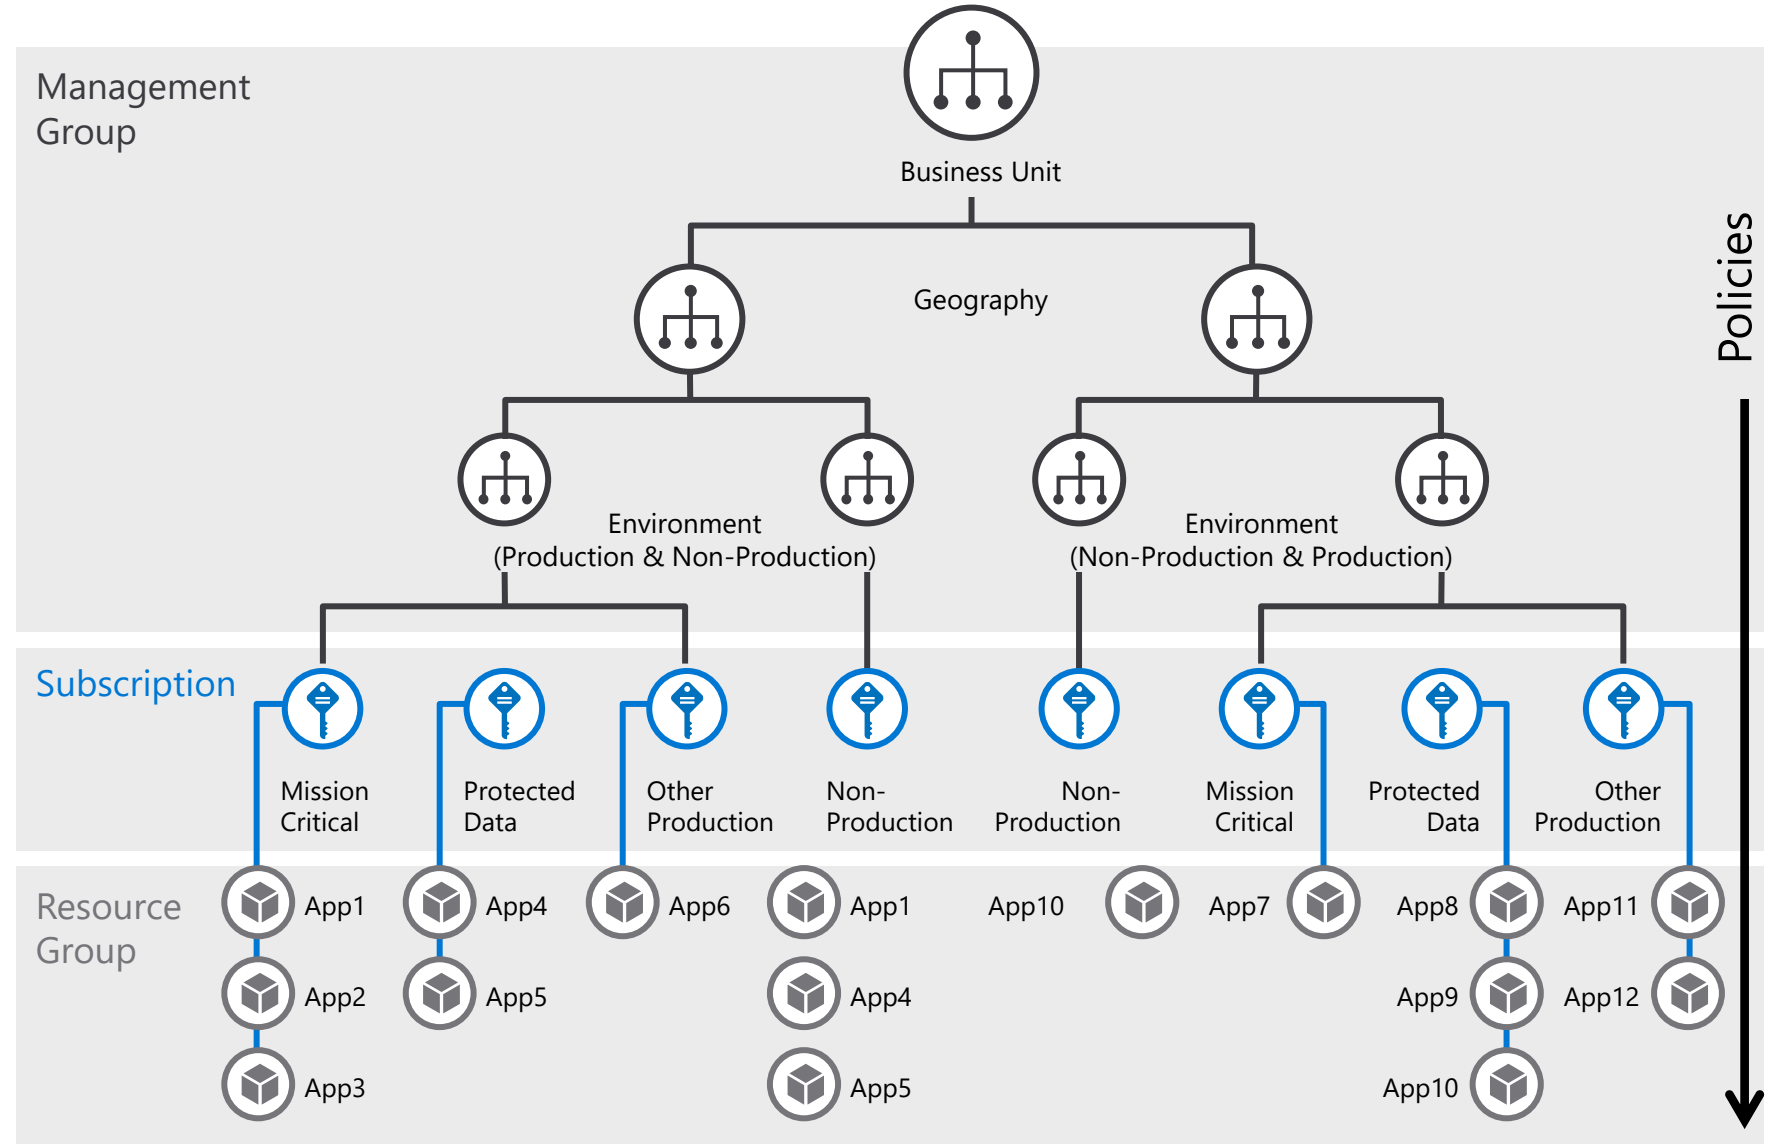 Management
Group
Business Unit
Geography
Policies
Environment
(Production & Non-Production)
Environment
(Non-Production & Production)
Subscription
Mission
Critical
Protected
Data
Other
Production
Non-
Production
Non-
Production
Mission
Critical
Protected
Data
Other
Production
Resource
Group
App1
App4
App6
App1
App10
App7
App8
App11
App2
App5
App4
App9
App12
App3
App5
App10